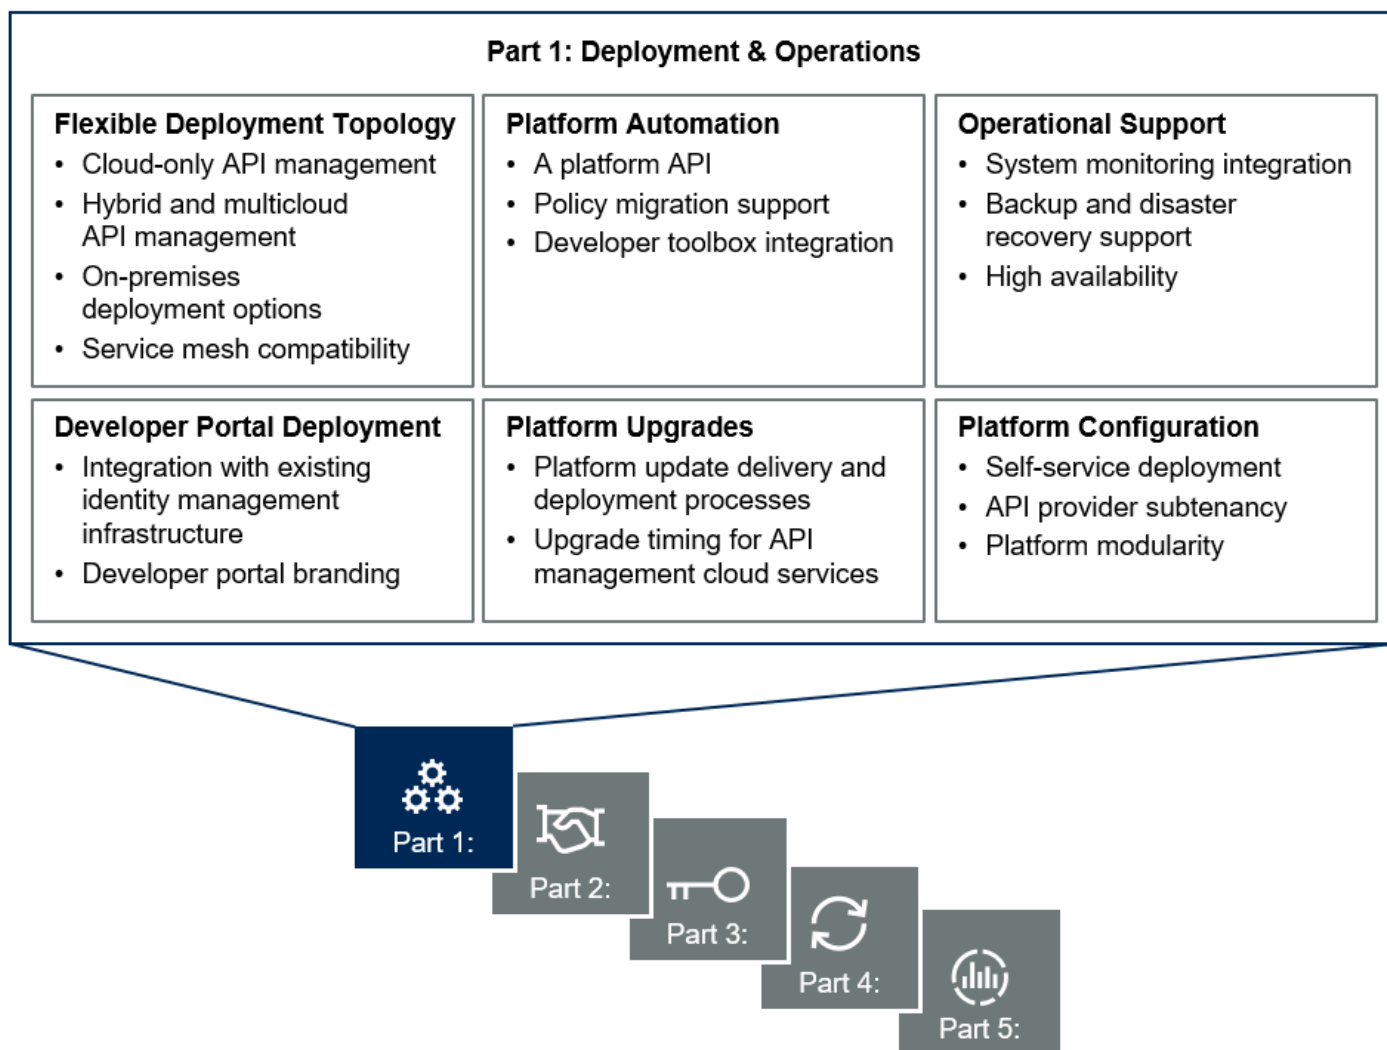 Part 1: Deployment & Operations
Flexible Deployment Topology
• Cloud-only API management
• Hybrid and multicloud
API management
• On-premises
deployment options
• Service mesh compatibility
Platform Automation
• A platform API
• Policy migration support
• Developer toolbox integration
Operational Support
• System monitoring integration
• Backup and disaster
recovery support
• High availability
Developer Portal Deployment
• Integration with existing
identity management
infrastructure
• Developer portal branding
Platform Upgrades
• Platform update delivery and
deployment processes
• Upgrade timing for API
management cloud services
Platform Configuration
• Self-service deployment
• API provider subtenancy
• Platform modularity
Part 1:
Part 2:
Part 3:
Part 4:
Part 5: